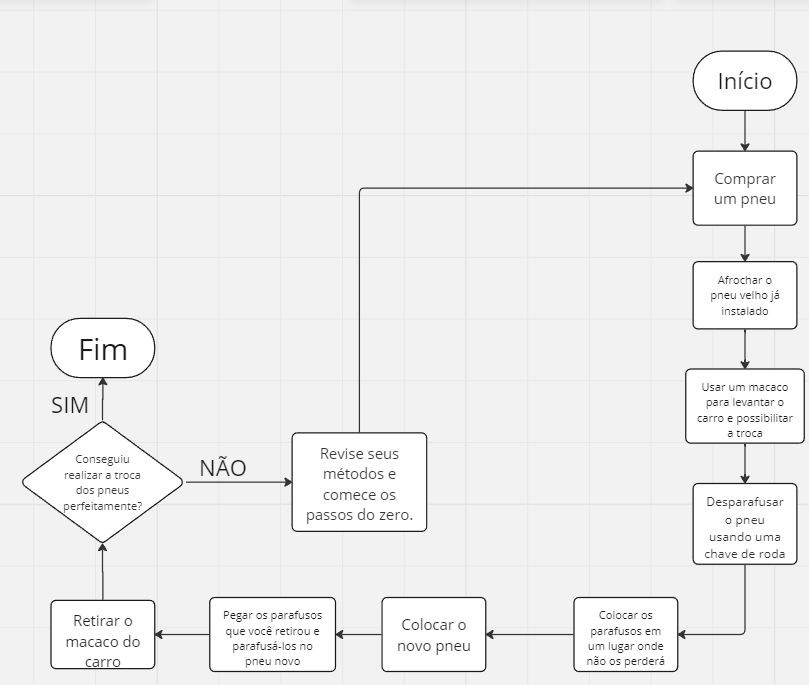 Início
Comprar
um pneu
Afrochar o
pneu velho já
instalado
Usar um macaco
para levantar o
carro e possibilitar
a troca
Desparafusar
o pneu
usando uma
chave de roda
Colocar os
parafusos em
um lugar onde
não os perderá
Colocar o
novo pneu
Pegar os parafusos
que você retirou e
parafusá-los no
pneu novo
Retirar o
macaco do
carro
Conseguiu
realizar a troca
dos pneus
perfeitamente?
NÃO
Revise seus
métodos e
comece os
passos do zero.
SIM
Fim